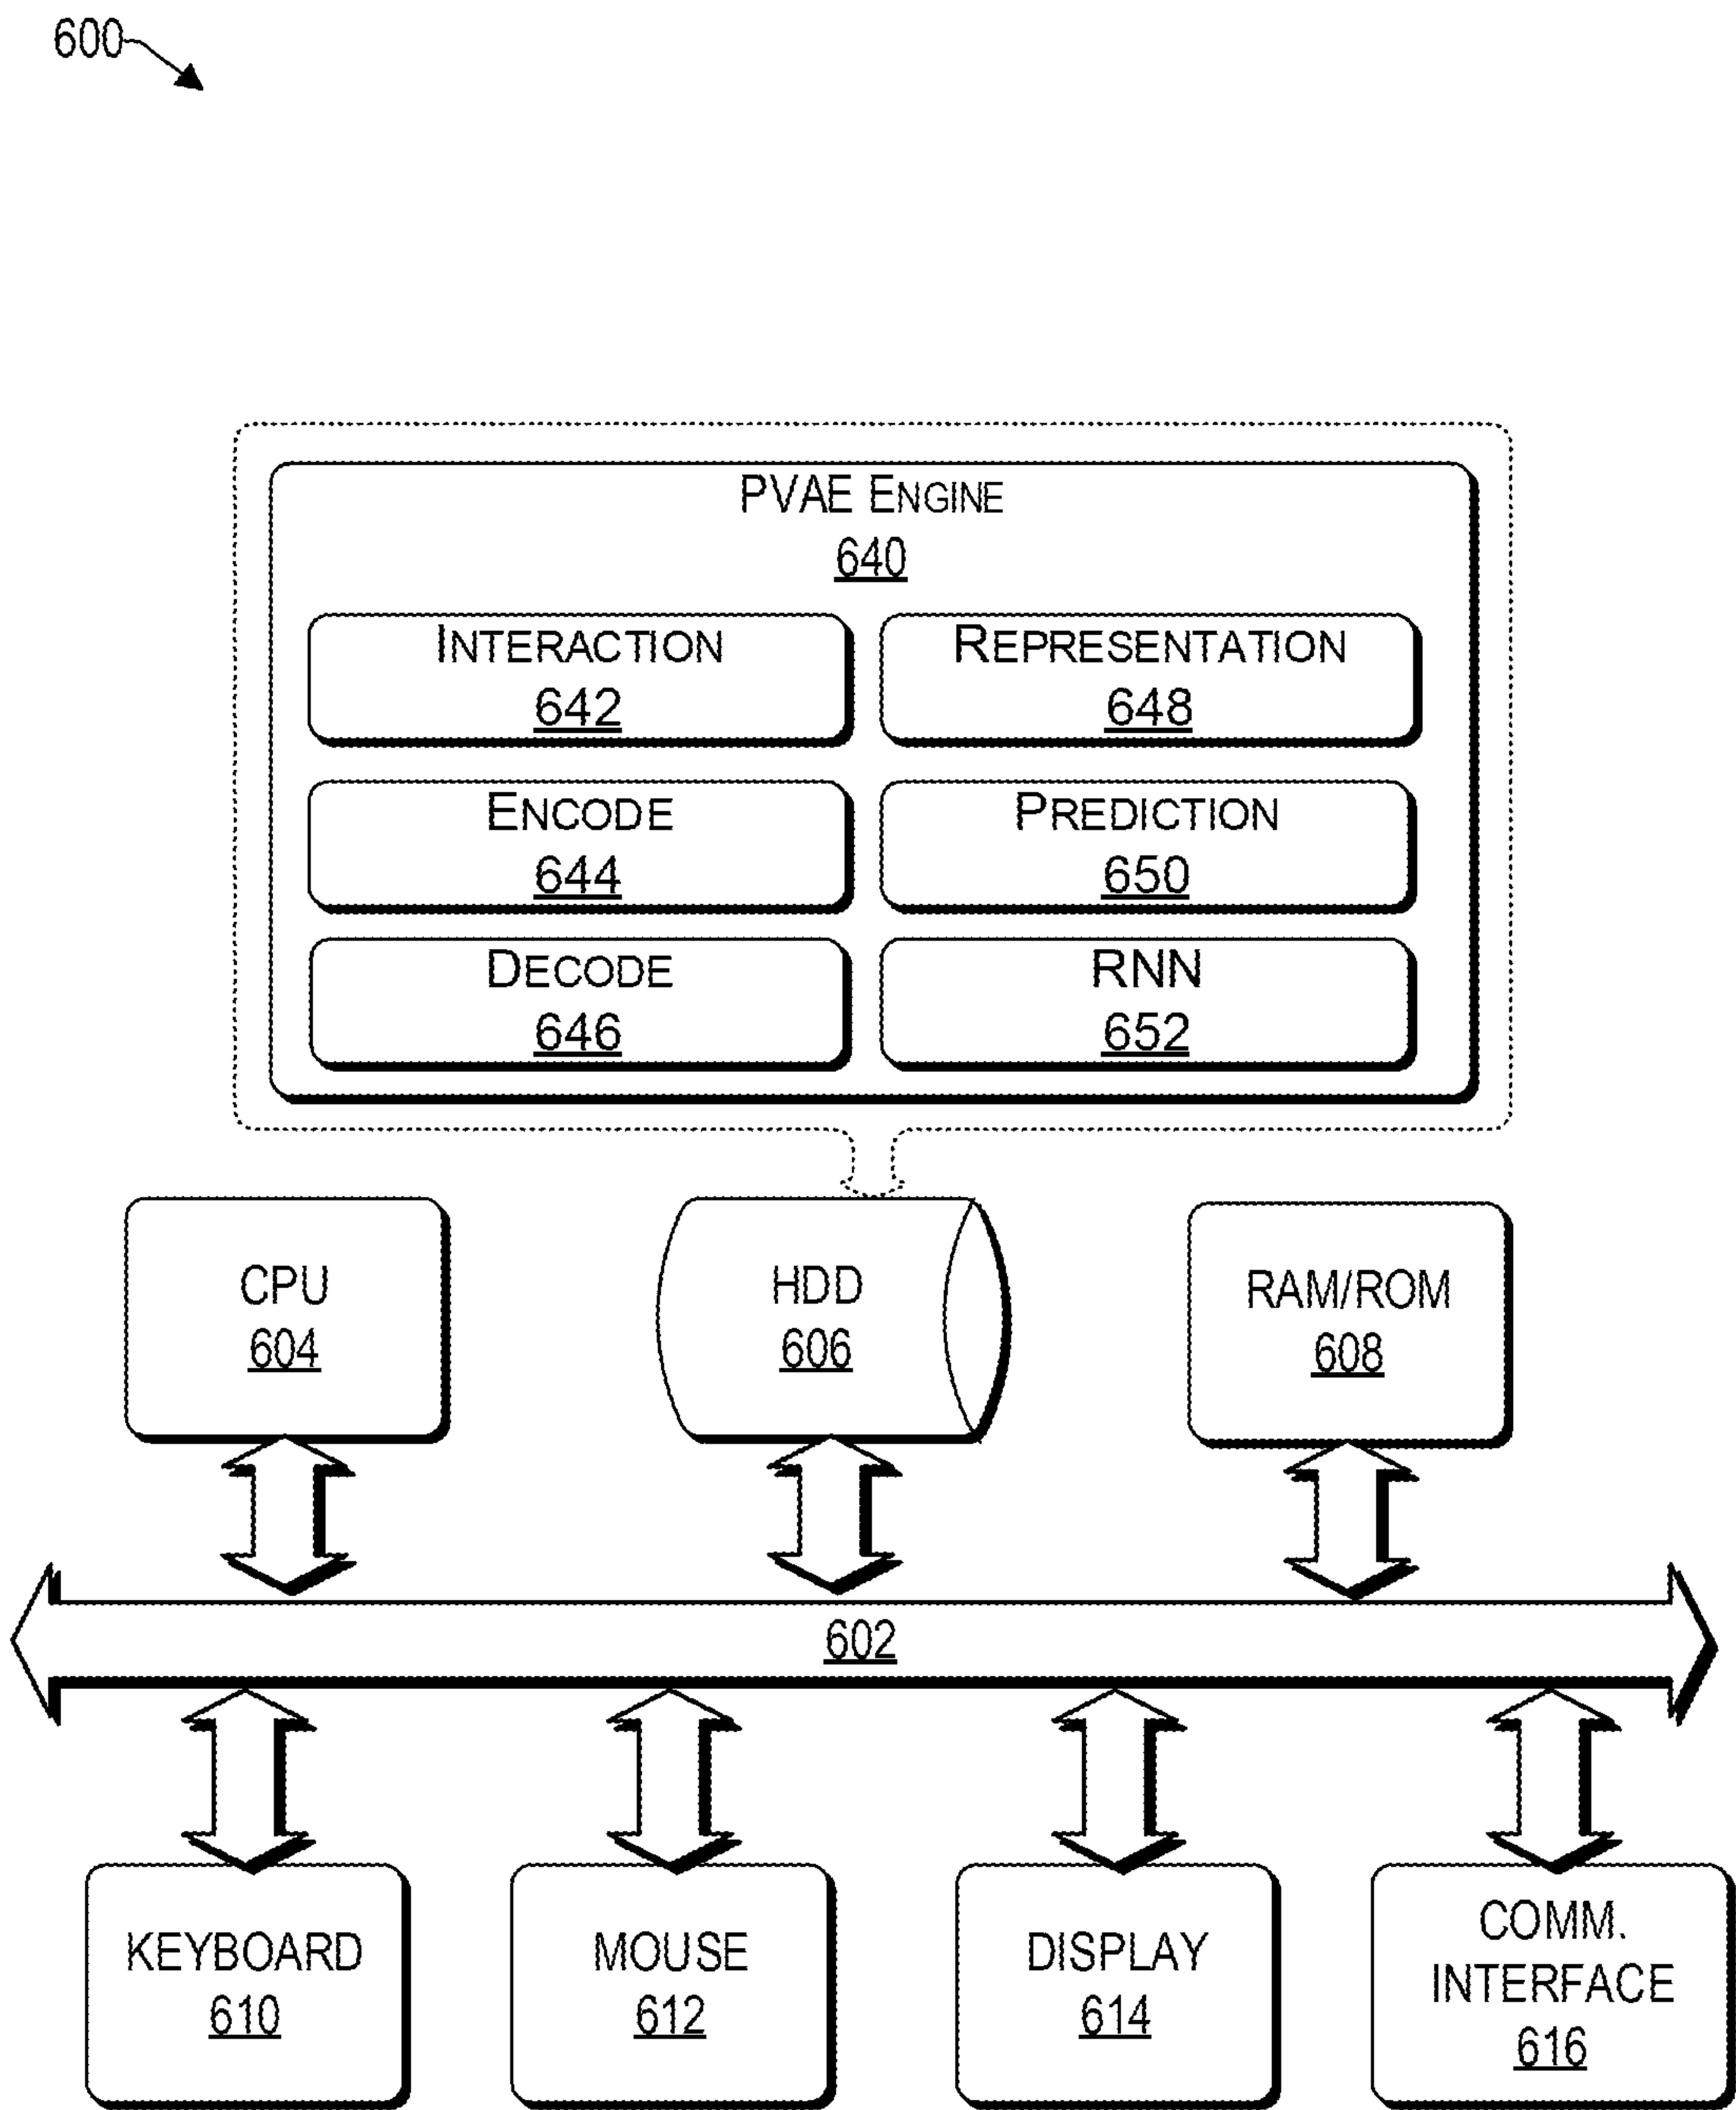 600
PVAE ENGINE
640
INTERACTION
642
REPRESENTATION
648
ENCODE
644
PREDICTION
650
DECODE
646
RNN
652
CPU
604
HDD
606
RAM/ROM
608
602
KEYBOARD
610
MOUSE
612
DISPLAY
614
COMM.
INTERFACE
616